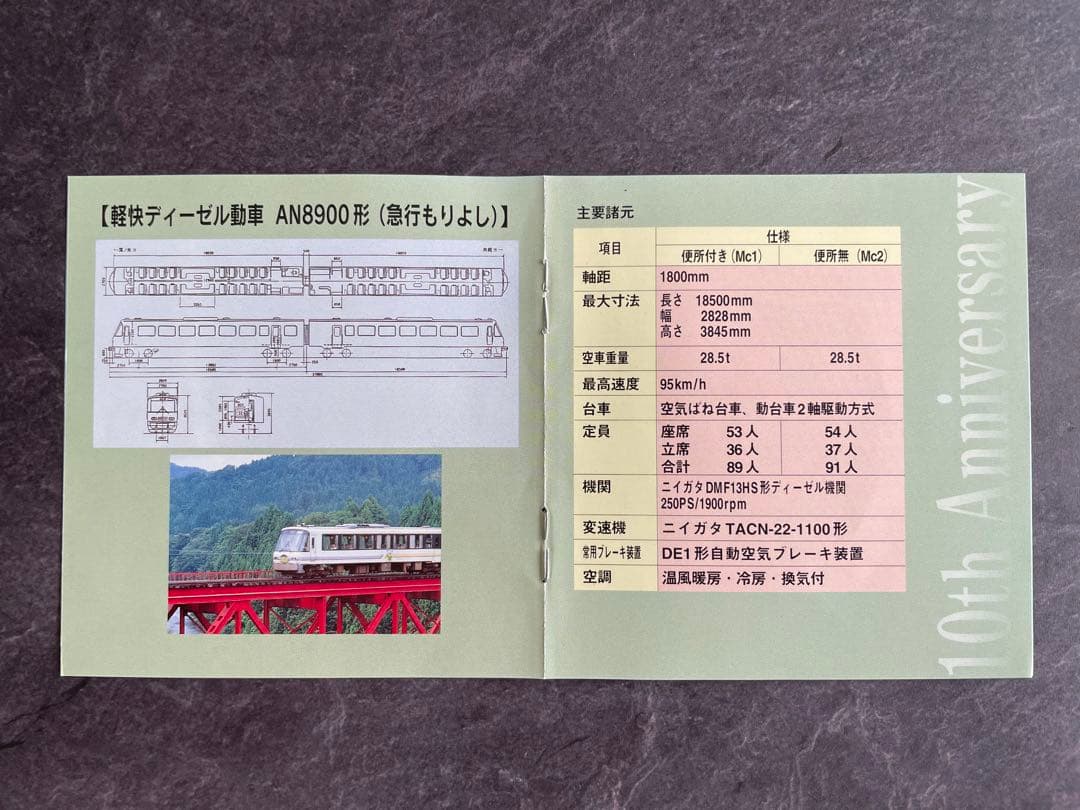 【軽快ディーゼル動車 AN8900形(急行もりよし)】
主要諸元
項目
仕様
便所付き(Mc1) 便所無(Mc2)
軸距 1800mm
最大寸法 長さ 18500mm
幅 2828mm
高さ 3845mm
空車重量 28.5t 28.5t
最高速度 95km/h
台車 空気ばね台車、動台車2軸駆動方式
定員 座席 53人 54人
立席 36人 37人
合計 89人 91人
機関 ニイガタDMF13HS形ディーゼル機関
250PS/1900rpm
変速機 ニイガタTACN-22-1100形
常用ブレーキ装置 DE1形自動空気ブレーキ装置
空調 温風暖房・冷房・換気付
10th Anniversary